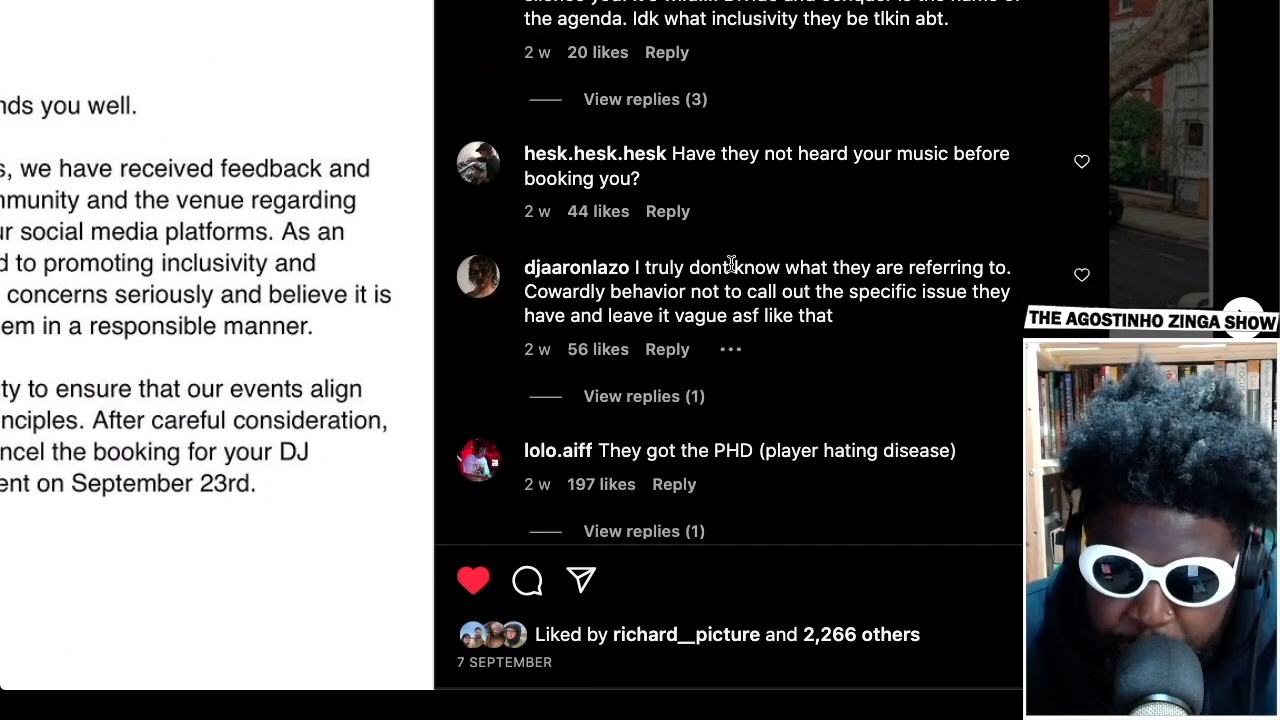 nds you well.
s, we have received feedback and
mmunity and the venue regarding
ur social media platforms. As an
d to promoting inclusivity and
concerns seriously and believe it is
em in a responsible manner.
ty to ensure that our events align
nciples. After careful consideration,
ncel the booking for your DJ
ent on September 23rd.
the agenda. Idk what inclusivity they be tlkin abt.
2 w 20 likes Reply
View replies (3)
hesk.hesk.hesk Have they not heard your music before
booking you?
2 w 44 likes Reply
djaaronlazo I truly dont know what they are referring to.
Cowardly behavior not to call out the specific issue they
have and leave it vague asf like that
2 w 56 likes Reply
View replies (1)
lolo.aiff They got the PHD (player hating disease)
2 w 197 likes Reply
View replies (1)
Liked by richard__picture and 2,266 others
7 SEPTEMBER
THE AGOSTINHO ZINGA SHOW